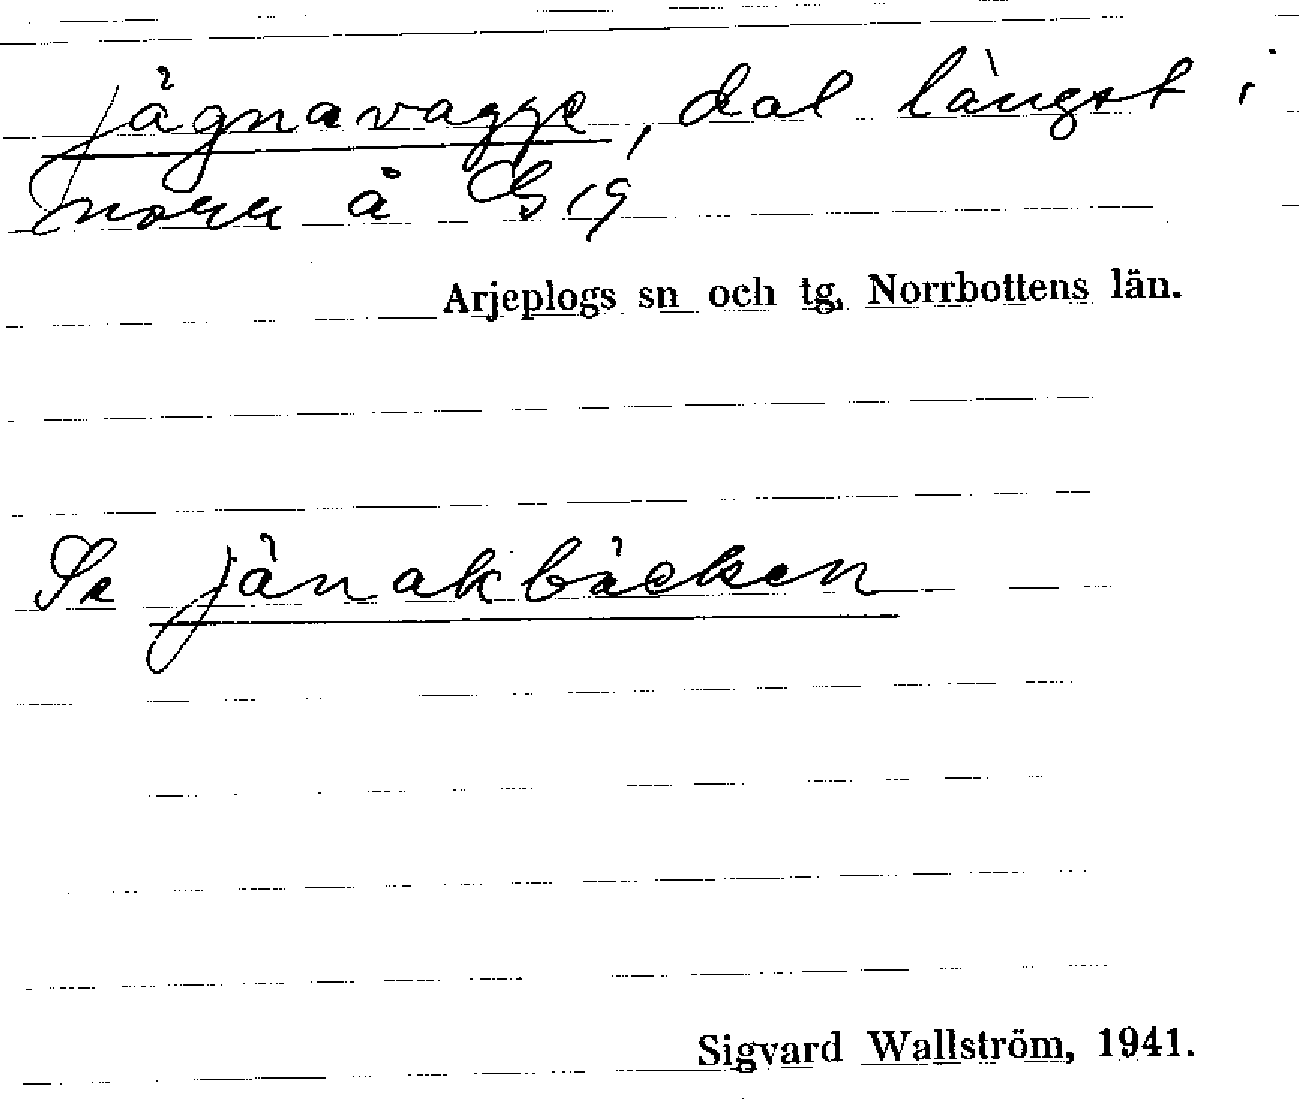 jågnavagge, dal längst i
norr å G 19
Arjeplogs sn och tg, Norrbottens län.
Se jånakbäcken
Sigvard Wallström, 1941.